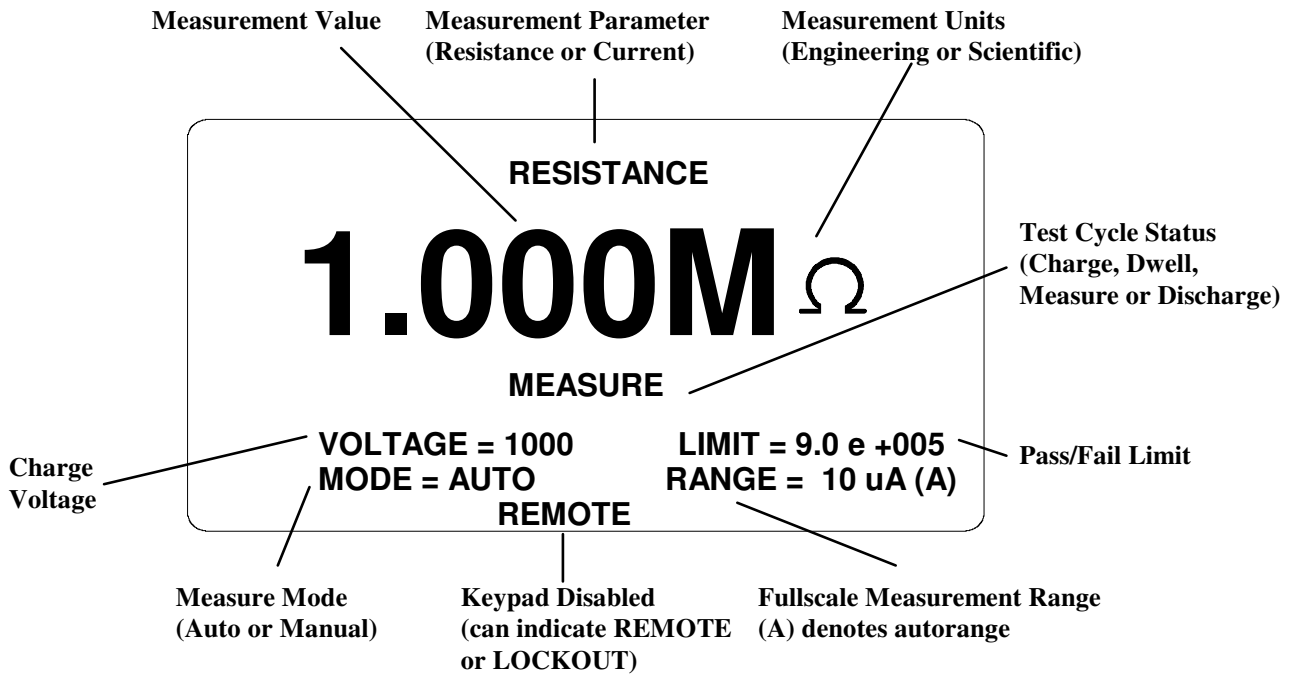 Measurement Value
Measurement Parameter
(Resistance or Current)
Measurement Units
(Engineering or Scientific)
RESISTANCE
1.000M Ω
Test Cycle Status
(Charge, Dwell,
Measure or Discharge)
MEASURE
VOLTAGE = 1000
LIMIT = 9.0 e +005
Pass/Fail Limit
Charge
Voltage
MODE = AUTO
RANGE = 10 uA (A)
REMOTE
Measure Mode
(Auto or Manual)
Keypad Disabled
(can indicate REMOTE
or LOCKOUT)
Fullscale Measurement Range
(A) denotes autorange